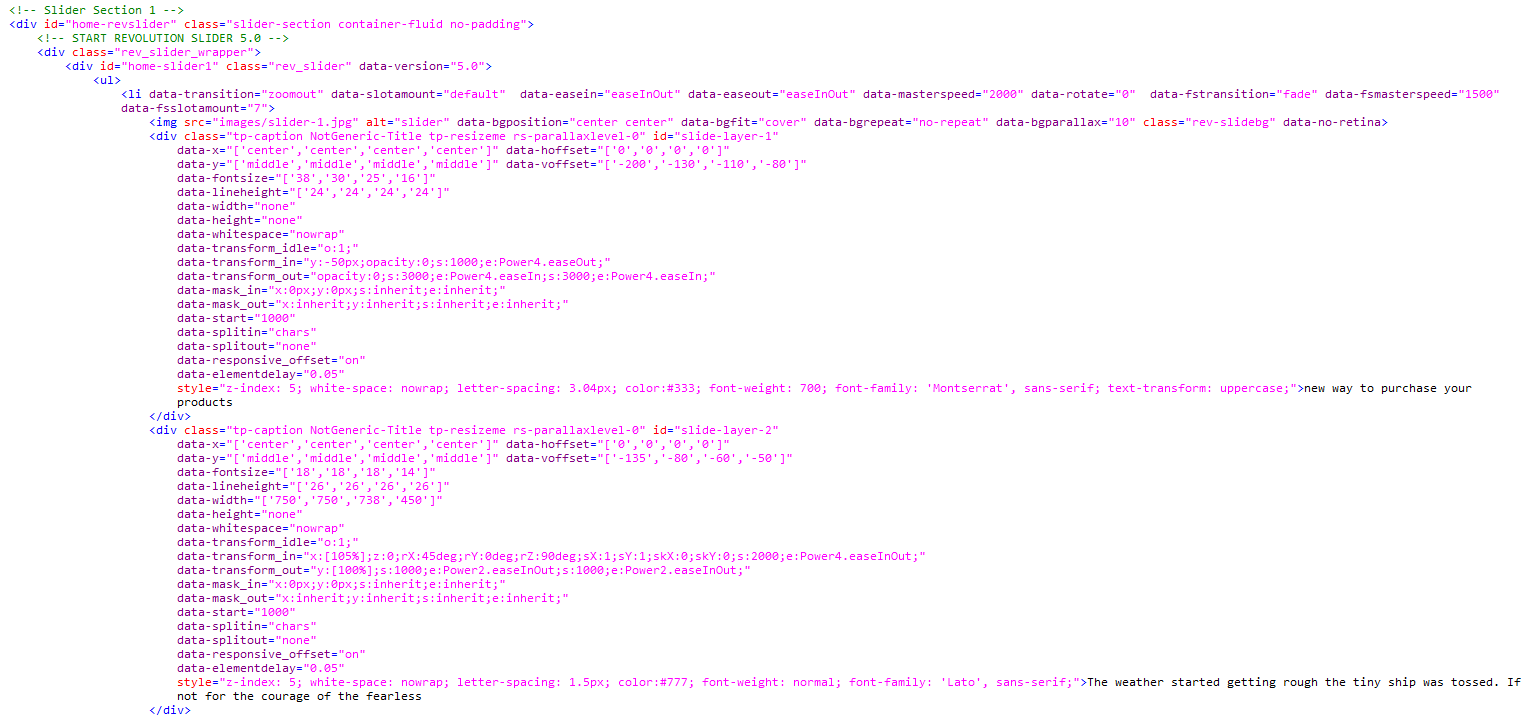 <!-- Slider Section 1 -->
<div id="home-revslider" class="slider-section container-fluid no-padding">
<!-- START REVOLUTION SLIDER 5.0 -->
<div class="rev_slider_wrapper">
<div id="home-slider1" class="rev_slider" data-version="5.0">
<ul>
<li data-transition="zoomout" data-slotamount="default"  data-easein="easeInOut" data-easeout="easeInOut" data-masterspeed="2000" data-rotate="0"  data-fstransition="fade" data-fsmasterspeed="1500"
data-fsslotamount="7">
<img src="images/slider-1.jpg" alt="slider" data-bgposition="center center" data-bgfit="cover" data-bgrepeat="no-repeat" data-bgparallax="10" class="rev-slidebg" data-no-retina>
<div class="tp-caption NotGeneric-Title tp-resizeme rs-parallaxlevel-0" id="slide-layer-1"
data-x="['center','center','center','center']" data-hoffset="['0','0','0','0']"
data-y="['middle','middle','middle','middle']" data-voffset="['-200','-130','-110','-80']"
data-fontsize="['38','30','25','16']"
data-lineheight="['24','24','24','24']"
data-width="none"
data-height="none"
data-whitespace="nowrap"
data-transform_idle="o:1;"
data-transform_in="y:-50px;opacity:0;s:1000;e:Power4.easeOut;"
data-transform_out="opacity:0;s:3000;e:Power4.easeIn;s:3000;e:Power4.easeIn;"
data-mask_in="x:0px;y:0px;s:inherit;e:inherit;"
data-mask_out="x:inherit;y:inherit;s:inherit;e:inherit;"
data-start="1000"
data-splitin="chars"
data-splitout="none"
data-responsive_offset="on"
data-elementdelay="0.05"
style="z-index: 5; white-space: nowrap; letter-spacing: 3.04px; color:#333; font-weight: 700; font-family: 'Montserrat', sans-serif; text-transform: uppercase;">new way to purchase your
products
</div>
<div class="tp-caption NotGeneric-Title tp-resizeme rs-parallaxlevel-0" id="slide-layer-2"
data-x="['center','center','center','center']" data-hoffset="['0','0','0','0']"
data-y="['middle','middle','middle','middle']" data-voffset="['-135','-80','-60','-50']"
data-fontsize="['18','18','18','14']"
data-lineheight="['26','26','26','26']"
data-width="['750','750','738','450']"
data-height="none"
data-whitespace="nowrap"
data-transform_idle="o:1;"
data-transform_in="x:[105%];z:0;rX:45deg;rY:0deg;rZ:90deg;sX:1;sY:1;skX:0;skY:0;s:2000;e:Power4.easeInOut;"
data-transform_out="y:[100%];s:1000;e:Power2.easeInOut;s:1000;e:Power2.easeInOut;"
data-mask_in="x:0px;y:0px;s:inherit;e:inherit;"
data-mask_out="x:inherit;y:inherit;s:inherit;e:inherit;"
data-start="1000"
data-splitin="chars"
data-splitout="none"
data-responsive_offset="on"
data-elementdelay="0.05"
style="z-index: 5; white-space: nowrap; letter-spacing: 1.5px; color:#777; font-weight: normal; font-family: 'Lato', sans-serif;">The weather started getting rough the tiny ship was tossed. If
not for the courage of the fearless
</div>